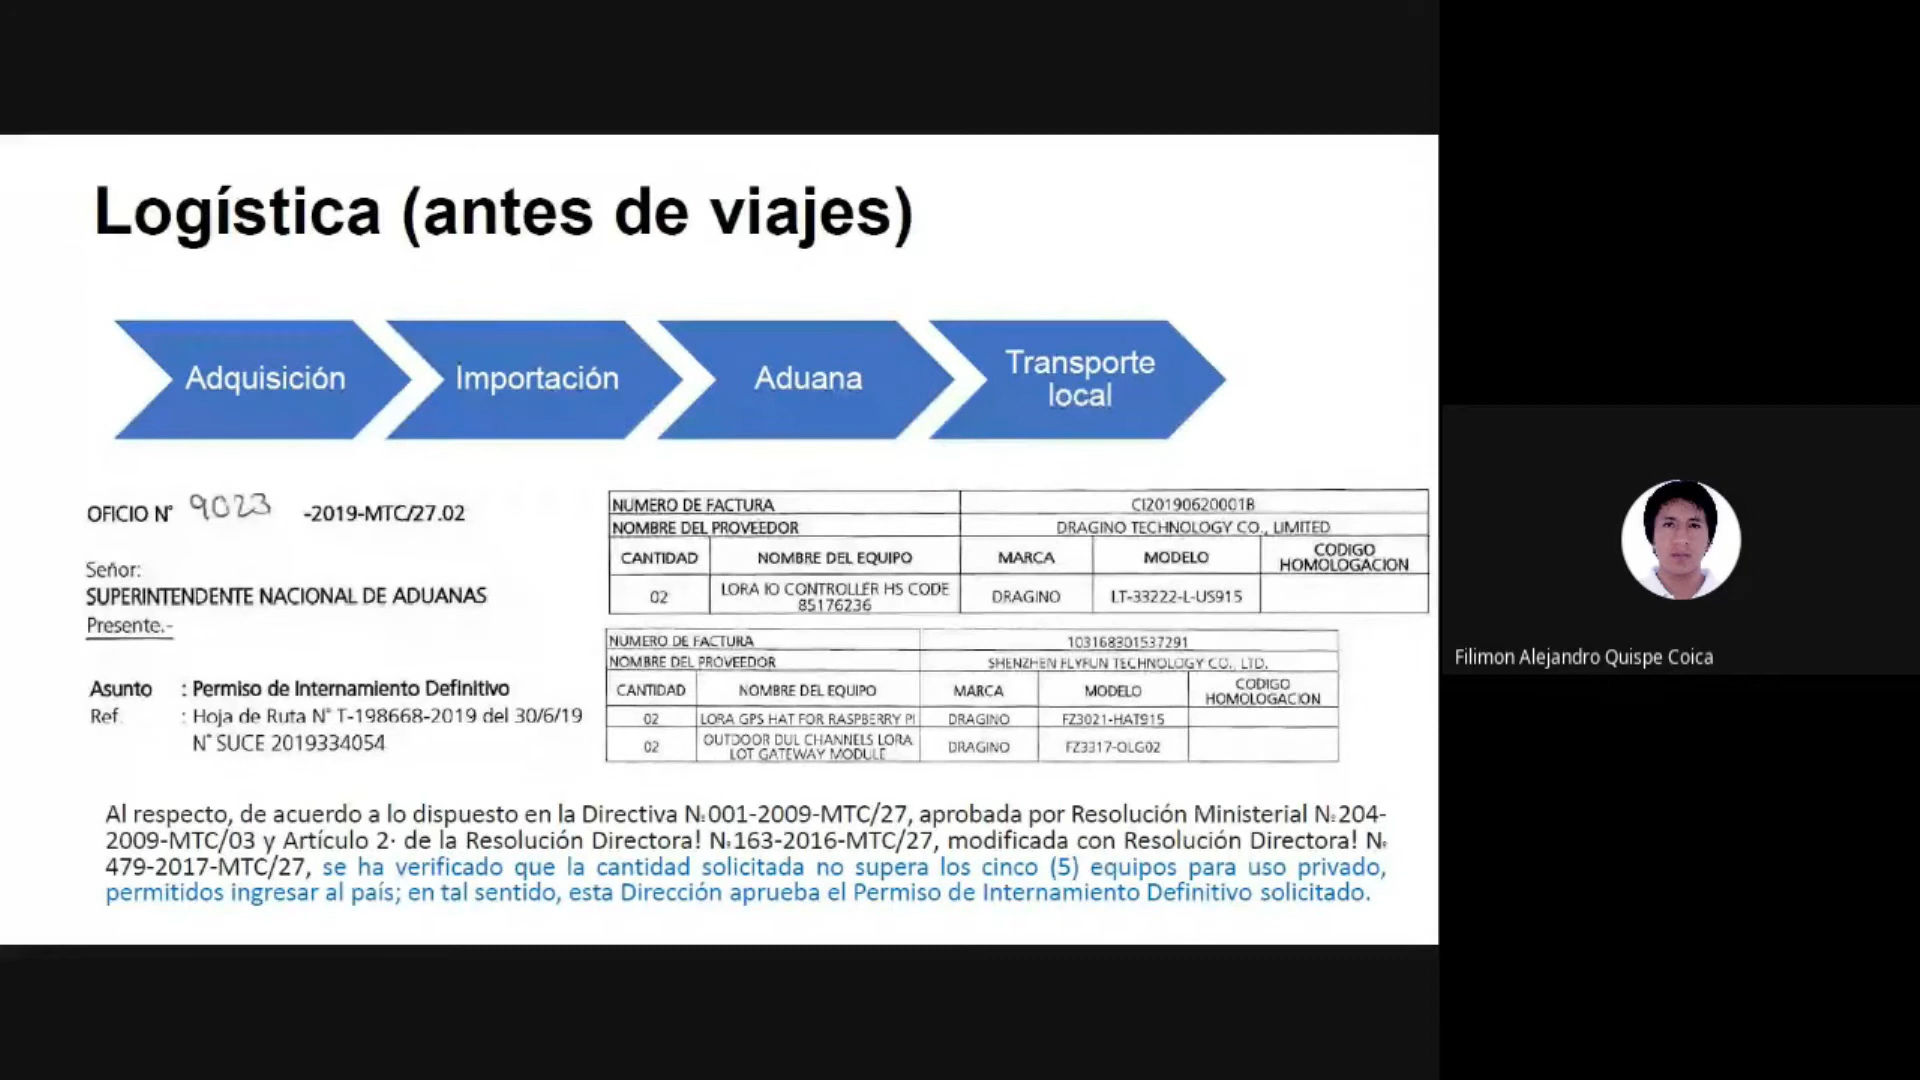 Logística (antes de viajes)
Adquisición
Importación
Aduana
Transporte
local
OFICIO N° 9023 -2019-MTC/27.02
Señor:
SUPERINTENDENTE NACIONAL DE ADUANAS
Presente.-
Asunto : Permiso de Internamiento Definitivo
Ref. : Hoja de Ruta N° T-198668-2019 del 30/6/19
N° SUCE 2019334054
NUMERO DE FACTURA CI20190620001B
NOMBRE DEL PROVEEDOR DRAGINO TECHNOLOGY CO., LIMITED
CANTIDAD NOMBRE DEL EQUIPO MARCA MODELO CODIGO
HOMOLOGACION
02 LORA IO CONTROLLER HS CODE
85176236 DRAGINO LT-33222-L-US915
NUMERO DE FACTURA 103168301537291
NOMBRE DEL PROVEEDOR SHENZHEN FLYFUN TECHNOLOGY CO., LTD.
CANTIDAD NOMBRE DEL EQUIPO MARCA MODELO CODIGO
HOMOLOGACION
02 LORA GPS HAT FOR RASPBERRY PI DRAGINO FZ3021-HAT915
02 OUTDOOR DUL CHANNELS LORA
LOT GATEWAY MODULE DRAGINO FZ3317-OLG02
Al respecto, de acuerdo a lo dispuesto en la Directiva N·001-2009-MTC/27, aprobada por Resolución Ministerial N·204-
2009-MTC/03 y Artículo 2· de la Resolución Directora! N·163-2016-MTC/27, modificada con Resolución Directora! N·
479-2017-MTC/27, se ha verificado que la cantidad solicitada no supera los cinco (5) equipos para uso privado,
permitidos ingresar al país; en tal sentido, esta Dirección aprueba el Permiso de Internamiento Definitivo solicitado.
Filimon Alejandro Quispe Coica